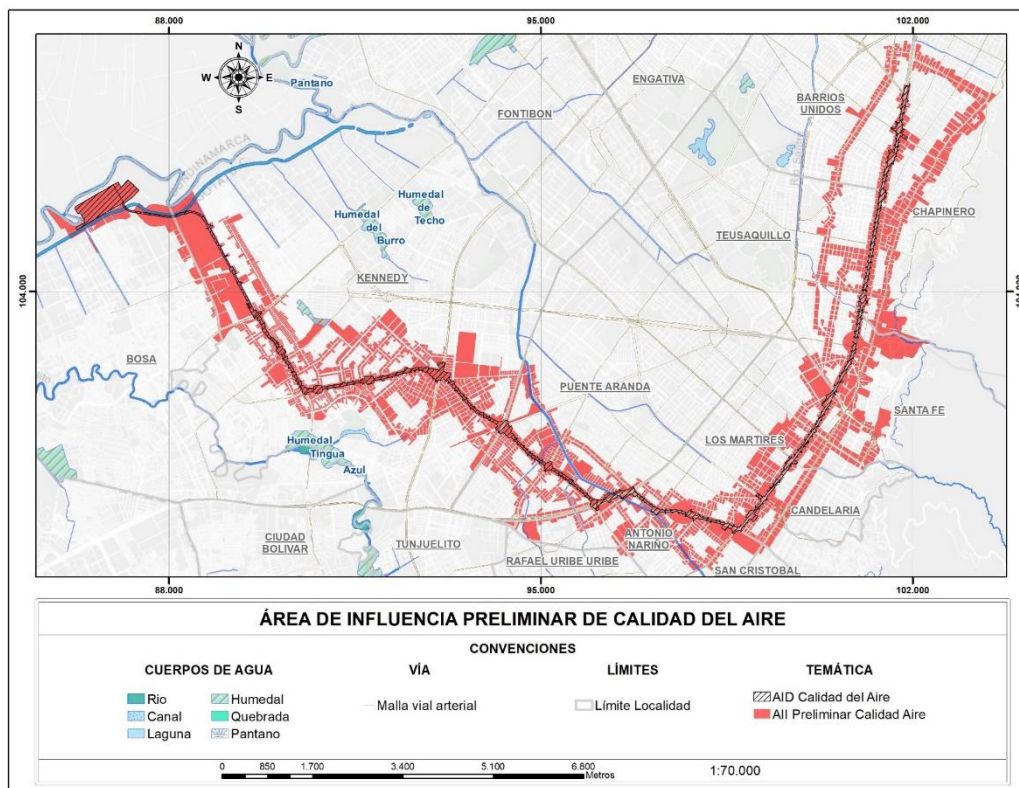 88.000
95.000
102.000
N
W
E
S
Pantano
ENGATIVA
FONTIBON
BARRIOS
UNIDOS
CUNDINAMARCA
Humedal
de
Techo
Humedal
del
Burro
CHAPINERO
TEUSAQUILLO
KENNEDY
104.000
BOSA
PUENTE ARANDA
SANTA FE
Humedal
Tingua
Azul
LOS MARTIRES
CANDELARIA
CIUDAD
BOLIVAR
TUNJUELITO
ANTONIO
NARIÑO
RAFAEL URIBE URIBE
SAN CRISTOBAL
88.000
95.000
102.000
ÁREA DE INFLUENCIA PRELIMINAR DE CALIDAD DEL AIRE
CONVENCIONES
CUERPOS DE AGUA
VÍA
LÍMITES
TEMÁTICA
Rio
Humedal
Canal
Quebrada
Laguna
Pantano
Malla vial arterial
Límite Localidad
AID Calidad del Aire
AII Preliminar Calidad Aire
0 850 1.700 3.400 5.100 6.800
Metros
1:70.000